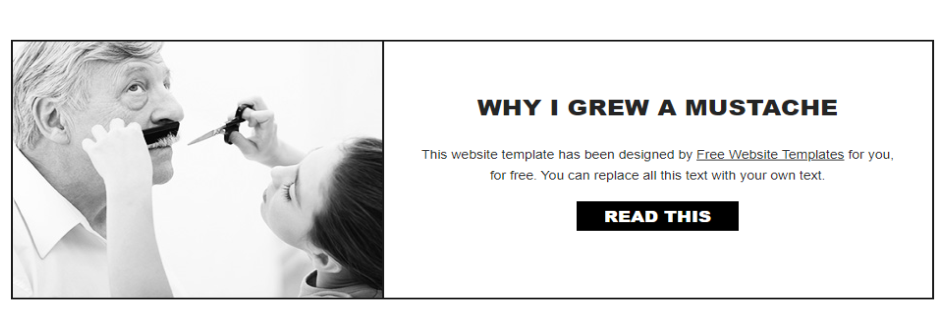 WHY I GREW A MUSTACHE
This website template has been designed by Free Website Templates for you,
for free. You can replace all this text with your own text.
READ THIS